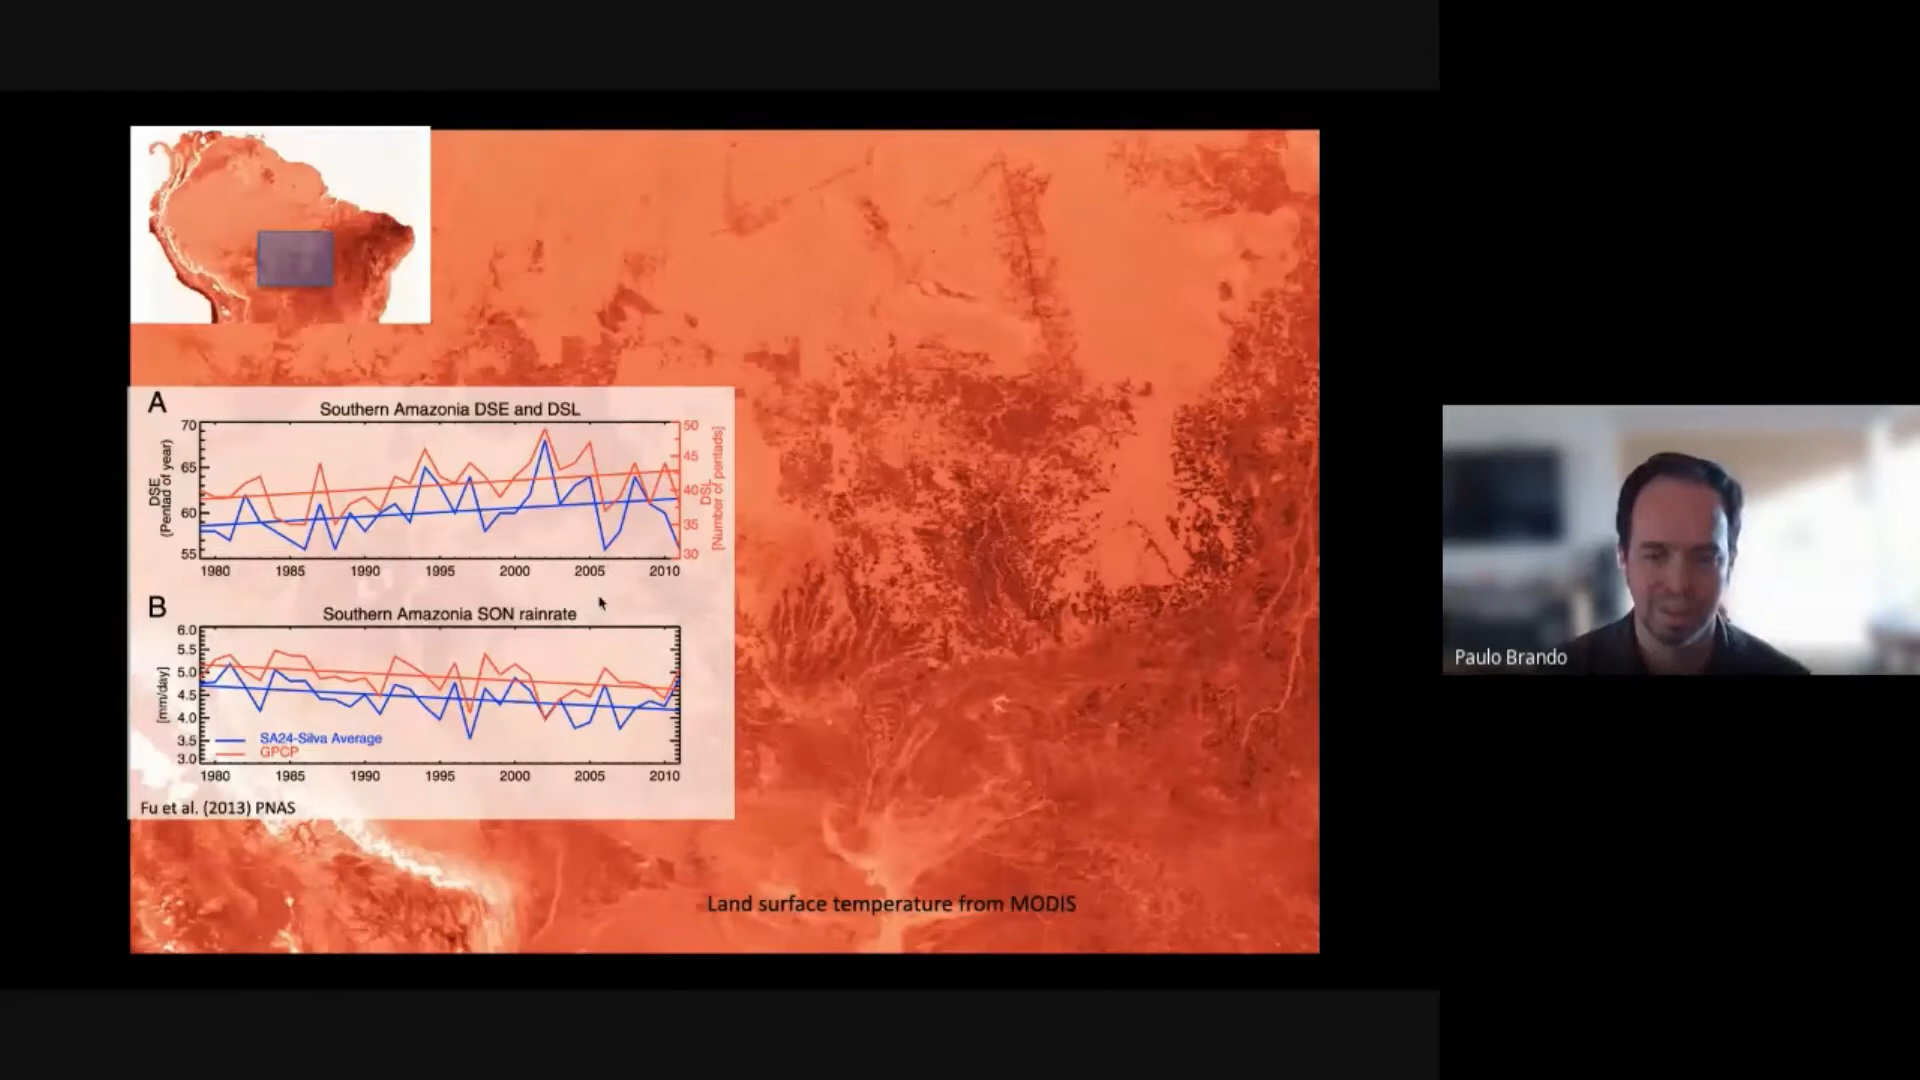 A
Southern Amazonia DSE and DSL
DSE
(Pentad of year)
70
65
60
55
50
45
40
35
30
DSL
[Number of pentads]
1980 1985 1990 1995 2000 2005 2010
B
Southern Amazonia SON rainrate
[mm/day]
6.0
5.5
5.0
4.5
4.0
3.5
3.0
SA24-Silva Average
GPCP
1980 1985 1990 1995 2000 2005 2010
Fu et al. (2013) PNAS
Land surface temperature from MODIS
Paulo Brando